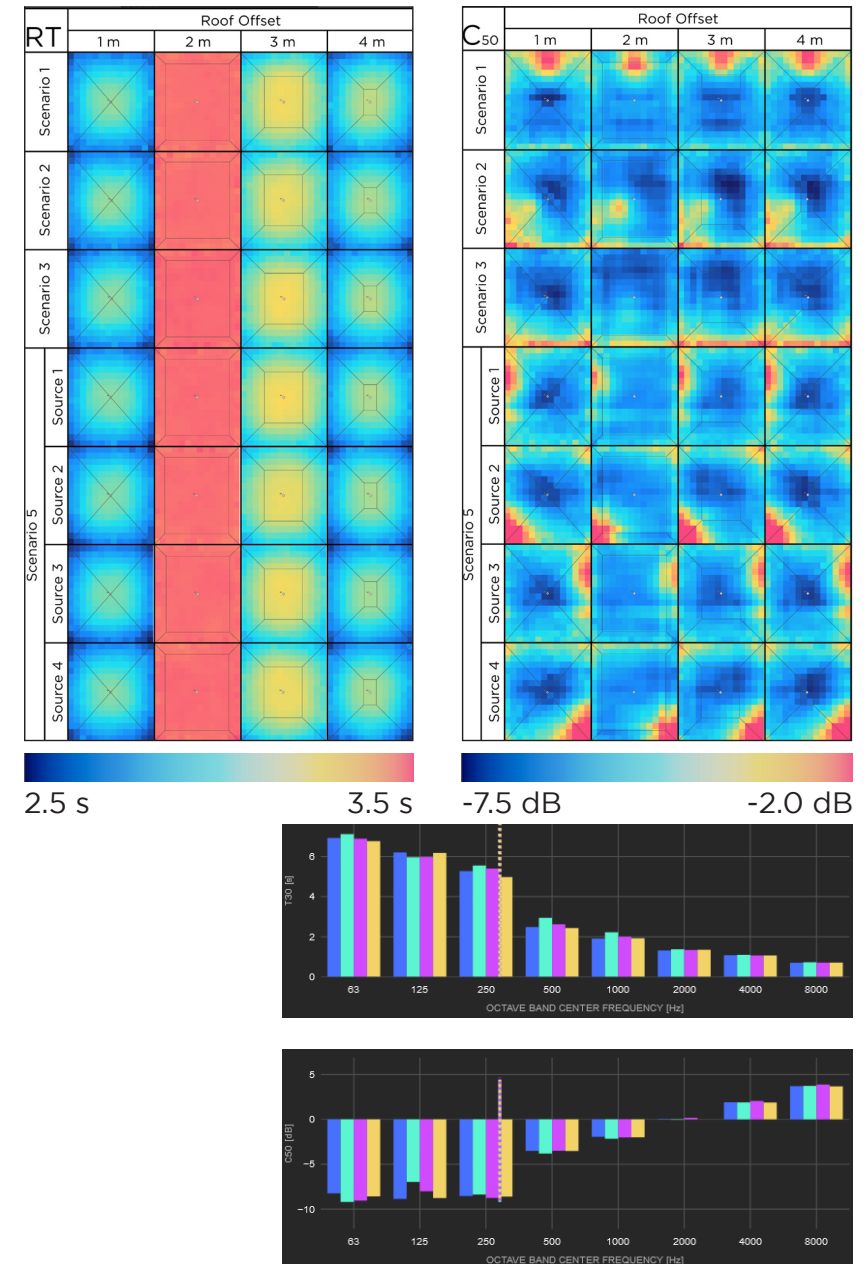 RT
Roof Offset
1 m 2 m 3 m 4 m
Scenario 1
Scenario 2
Scenario 3
Scenario 5
Source 1
Source 2
Source 3
Source 4
2.5 s 3.5 s
C50
Roof Offset
1 m 2 m 3 m 4 m
Scenario 1
Scenario 2
Scenario 3
Scenario 5
Source 1
Source 2
Source 3
Source 4
-7.5 dB -2.0 dB
T30 [s]
6
4
2
0
63 125 250 500 1000 2000 4000 8000
OCTAVE BAND CENTER FREQUENCY [Hz]
C50 [dB]
5
0
−5
−10
63 125 250 500 1000 2000 4000 8000
OCTAVE BAND CENTER FREQUENCY [Hz]